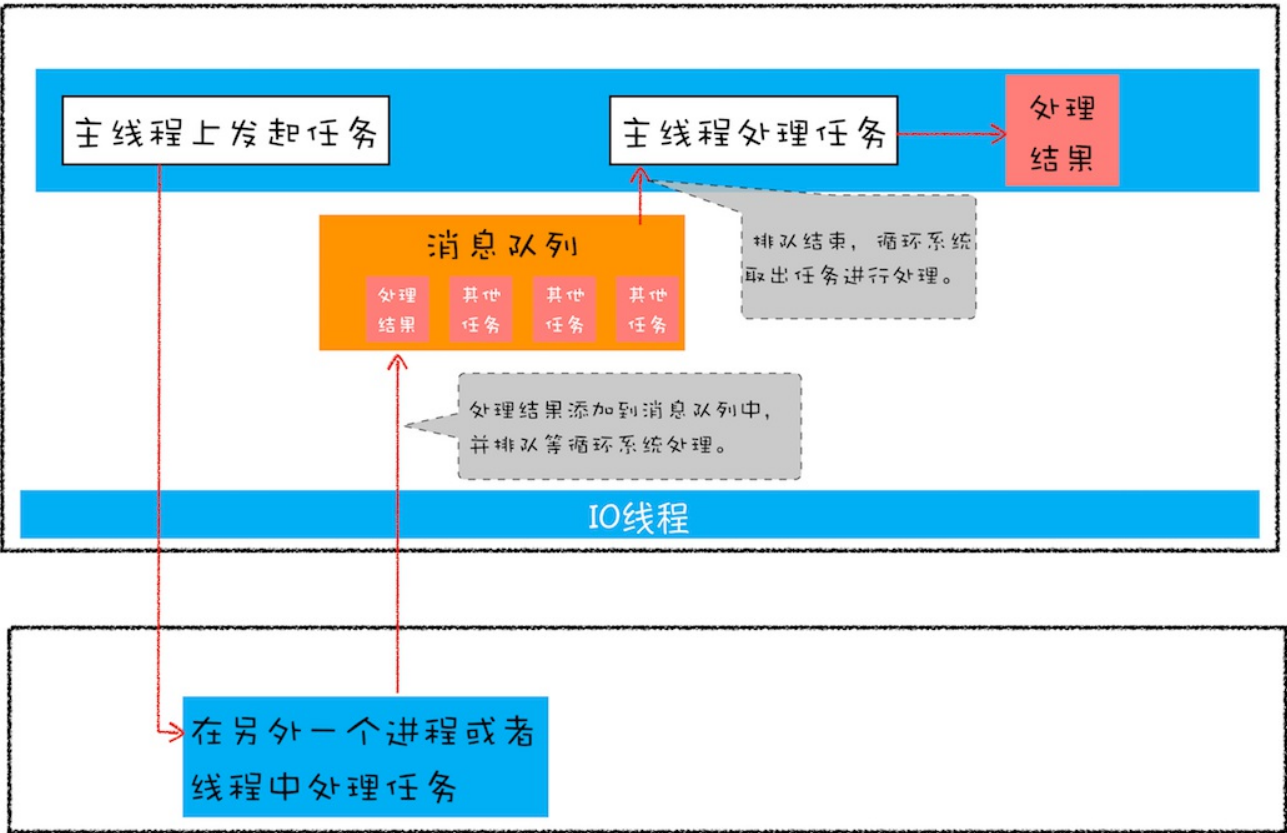 主线程上发起任务
主线程处理任务
处理
结果
消息队列
处理
结果
其他
任务
其他
任务
其他
任务
排队结束，循环系统
取出任务进行处理。
处理结果添加到消息队列中，
并排队等循环系统处理。
IO线程
在另外一个进程或者
线程中处理任务